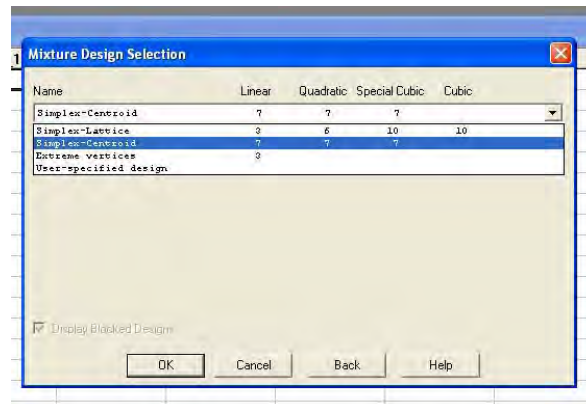 1
Mixture Design Selection
Name Linear Quadratic Special Cubic Cubic
Simplex-Centroid 7 7 7
Simplex-Lattice 3 6 10 10
Simplex-Centroid 7 7 7
Extreme vertices 3
User-specified design
Display Blocked Designs
OK Cancel Back Help